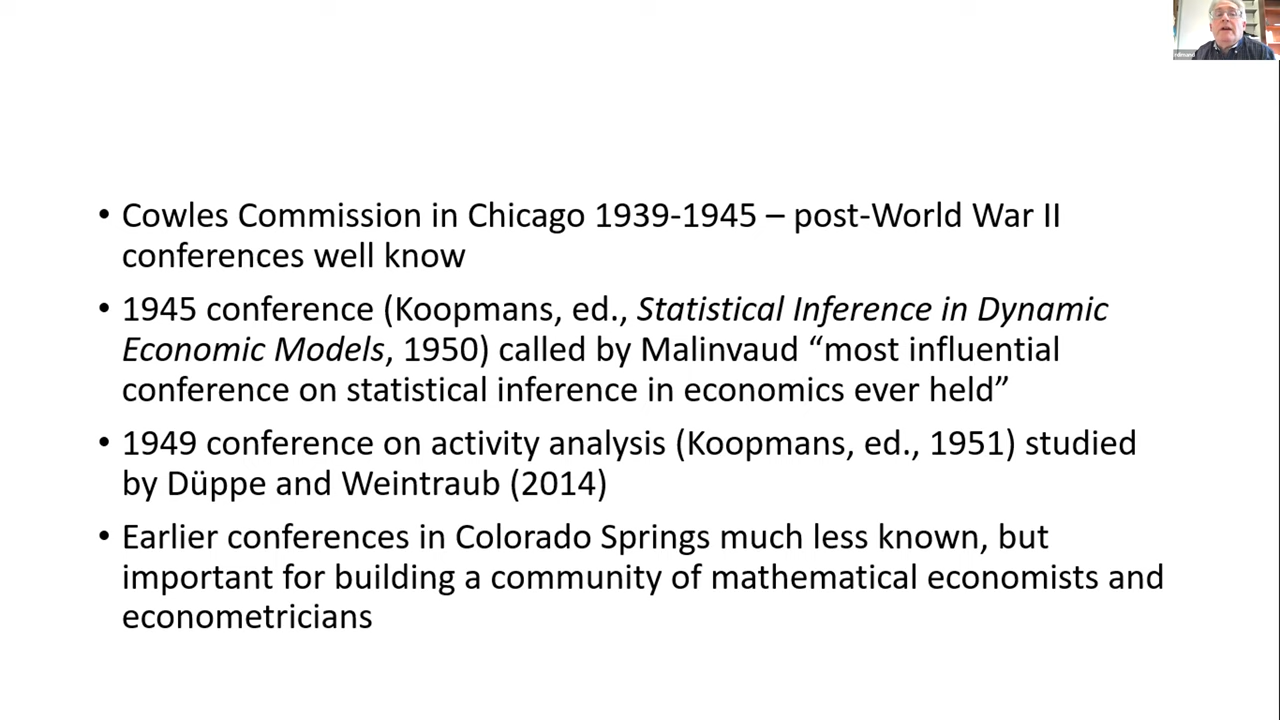 • Cowles Commission in Chicago 1939-1945 – post-World War II
conferences well know
• 1945 conference (Koopmans, ed., Statistical Inference in Dynamic
Economic Models, 1950) called by Malinvaud “most influential
conference on statistical inference in economics ever held”
• 1949 conference on activity analysis (Koopmans, ed., 1951) studied
by Düppe and Weintraub (2014)
• Earlier conferences in Colorado Springs much less known, but
important for building a community of mathematical economists and
econometricians